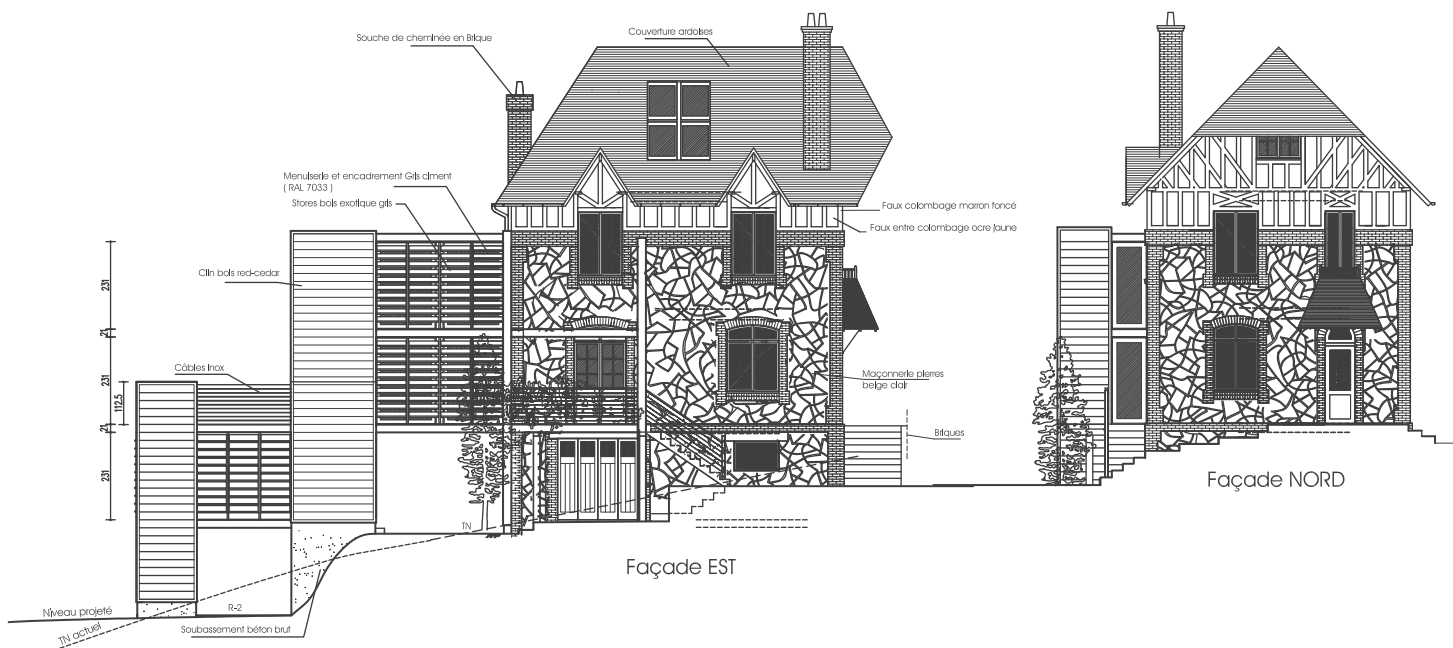 Souche de cheminée en Brique
Couverture ardoises
Menuiserie et encadrement Gris ciment
( RAL 7033 )
Stores bois exotique gris
Faux colombage marron foncé
Faux entre colombage ocre jaune
Clin bois red-cedar
231
21
231
112.5
21
231
Câbles inox
Maçonnerie pierres
beige clair
Briques
TN
Façade EST
Façade NORD
Niveau projeté
R-2
TN actuel
Soubassement béton brut